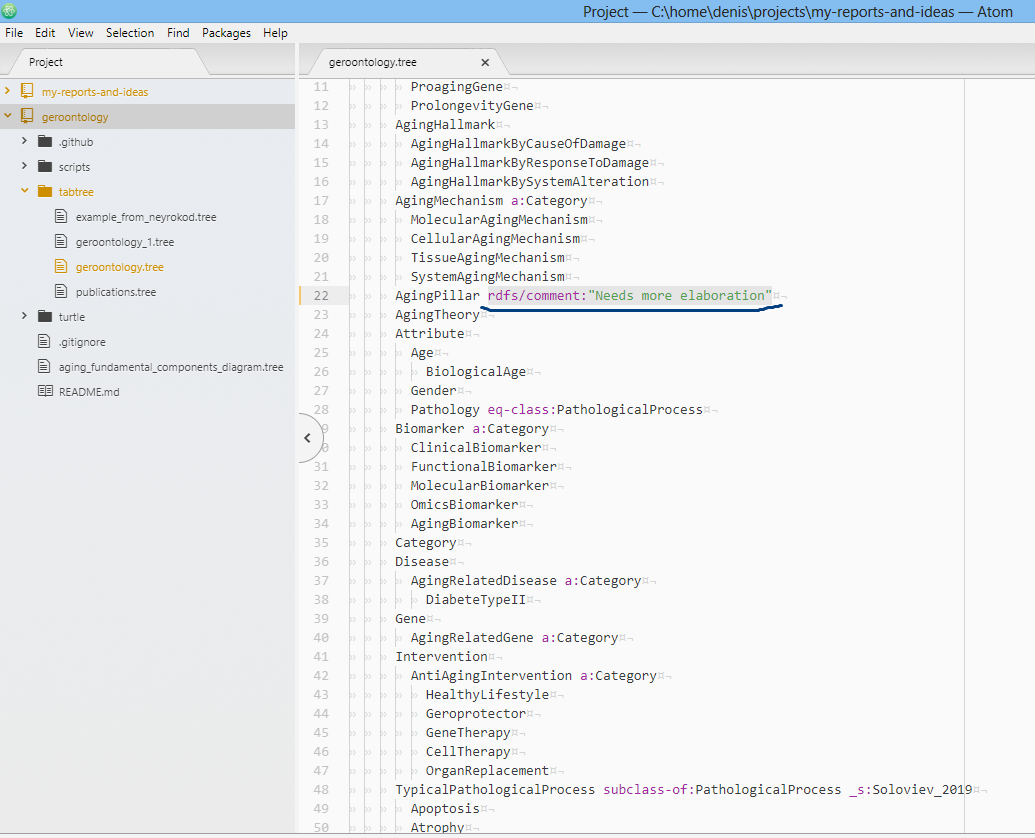 Project — C:\home\denis\projects\my-reports-and-ideas — Atom
File Edit View Selection Find Packages Help
Project
my-reports-and-ideas
geroontology
.github
scripts
tabtree
example_from_neyrokod.tree
geroontology_1.tree
geroontology.tree
publications.tree
turtle
.gitignore
aging_fundamental_components_diagram.tree
README.md
geroontology.tree
11 » » » » ProagingGene¤¬
12 » » » » ProlongevityGene¤¬
13 » » » AgingHallmark¤¬
14 » » » » AgingHallmarkByCauseOfDamage¤¬
15 » » » » AgingHallmarkByResponseToDamage¤¬
16 » » » » AgingHallmarkBySystemAlteration¤¬
17 » » » AgingMechanism a:Category¤¬
18 » » » » MolecularAgingMechanism¤¬
19 » » » » CellularAgingMechanism¤¬
20 » » » » TissueAgingMechanism¤¬
21 » » » » SystemAgingMechanism¤¬
22 » » » AgingPillar rdfs/comment:"Needs more elaboration"¤¬
23 » » » AgingTheory¤¬
24 » » » Attribute¤¬
25 » » » » Age¤¬
26 » » » » » BiologicalAge¤¬
27 » » » » Gender¤¬
28 » » » » Pathology eq-class:PathologicalProcess¤¬
9 » » » Biomarker a:Category¤¬
0 » » » » ClinicalBiomarker¤¬
31 » » » » FunctionalBiomarker¤¬
32 » » » » MolecularBiomarker¤¬
33 » » » » OmicsBiomarker¤¬
34 » » » » AgingBiomarker¤¬
35 » » » Category¤¬
36 » » » Disease¤¬
37 » » » » AgingRelatedDisease a:Category¤¬
38 » » » » » DiabeteTypeII¤¬
39 » » » Gene¤¬
40 » » » » AgingRelatedGene a:Category¤¬
41 » » » Intervention¤¬
42 » » » » AntiAgingIntervention a:Category¤¬
43 » » » » » HealthyLifestyle¤¬
44 » » » » » Geroprotector¤¬
45 » » » » » GeneTherapy¤¬
46 » » » » » CellTherapy¤¬
47 » » » » » OrganReplacement¤¬
48 » » » TypicalPathologicalProcess subclass-of:PathologicalProcess _s:Soloviev_2019¤¬
49 » » » » Apoptosis¤¬
50 » » » » Atrophy¤¬